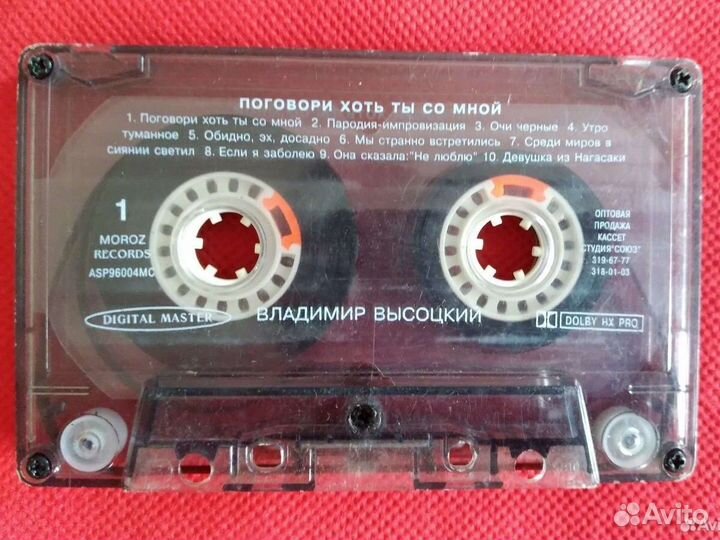 ПОГОВОРИ ХОТЬ ТЫ СО МНОЙ
1. Поговори хоть ты со мной 2. Пародия-импровизация 3. Очи черные 4. Утро
туманное 5. Обидно, эх, досадно 6. Мы странно встретились 7. Среди миров в
сиянии светил 8. Если я заболею 9. Она сказала:"Не люблю" 10. Девушка из Нагасаки
1
MOROZ
RECORDS
ASP96004MC
ОПТОВАЯ
ПРОДАЖА
КАССЕТ
СТУДИЯ"СОЮЗ"
319-67-77
318-01-03
DIGITAL MASTER
ВЛАДИМИР ВЫСОЦКИЙ
DOLBY HX PRO
Avito